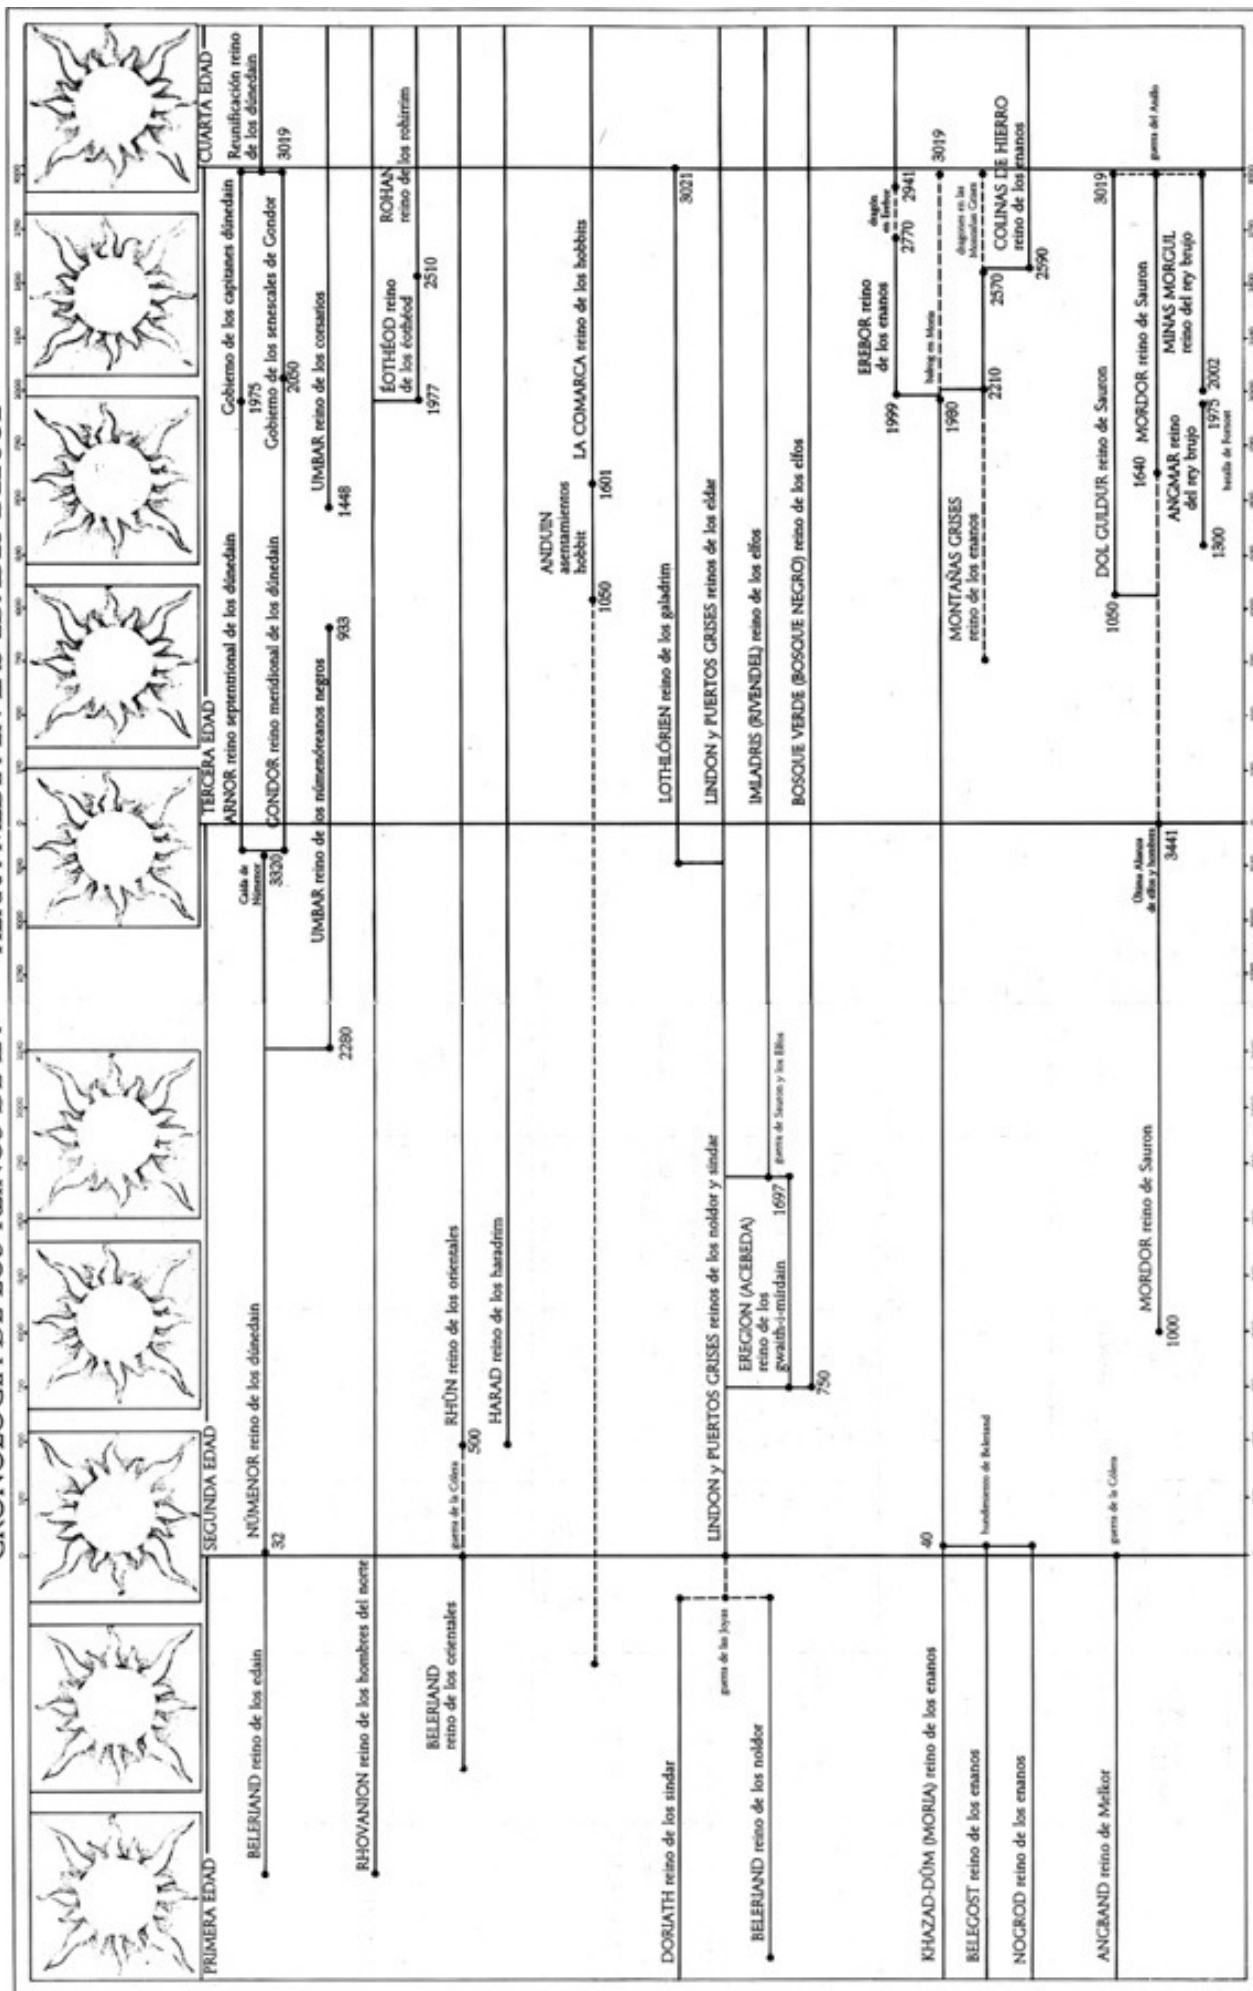 PRIMERA EDAD
SEGUNDA EDAD
TERCERA EDAD
CUARTA EDAD
BELERIAND reino de los edain
32
NÚMENOR reino de los dúnedain
Caída de
Númenor
3320
ARNOR reino septentrional de los dúnedain
Gobierno de los capitanes dúnedain
1975
Reunificación reino
de los dúnedain
3019
GONDOR reino meridional de los dúnedain
Gobierno de los senescales de Gondor
2050
2280
UMBAR reino de los númenóreanos negros
933
UMBAR reino de los corsarios
1448
RHOVANION reino de los hombres del norte
ÉOTHÉOD reino
de los éothéod
1977
2510
ROHAN
reino de los rohirrim
BELERIAND
reino de los orientales
guerra de la Cólera
500
RHÛN reino de los orientales
HARAD reino de los haradrim
ANDUIN
asentamientos
hobbit
1050
1601
LA COMARCA reino de los hobbits
DORIATH reino de los sindar
LOTHLÓRIEN reino de los galadrim
3021
guerra de las Joyas
LINDON y PUERTOS GRISES reinos de los noldor y sindar
LINDON y PUERTOS GRISES reinos de los eldar
BELERIAND reino de los noldor
EREGION (ACEBEDA)
reino de los
gwaith-i-mírdain
1697
guerra de Sauron y los Elfos
IMLADRIS (RIVENDEL) reino de los elfos
750
BOSQUE VERDE (BOSQUE NEGRO) reino de los elfos
EREBOR reino
de los enanos
1999
dragón
en Erebor
2770
2941
KHAZAD-DÛM (MORIA) reino de los enanos
40
balrog en Moria
1980
3019
BELEGOST reino de los enanos
hundimiento de Beleriand
MONTAÑAS GRISES
reino de los enanos
2210
dragones en las
Montañas Grises
2570
NOGROD reino de los enanos
COLINAS DE HIERRO
reino de los enanos
2590
ANGBAND reino de Melkor
guerra de la Cólera
DOL GULDUR reino de Sauron
1050
3019
MORDOR reino de Sauron
1000
Última Alianza
de elfos y hombres
3441
1640
MORDOR reino de Sauron
guerra del Anillo
ANGMAR reino
del rey brujo
1300
1975
batalla de Fornost
MINAS MORGUL
reino del rey brujo
2002